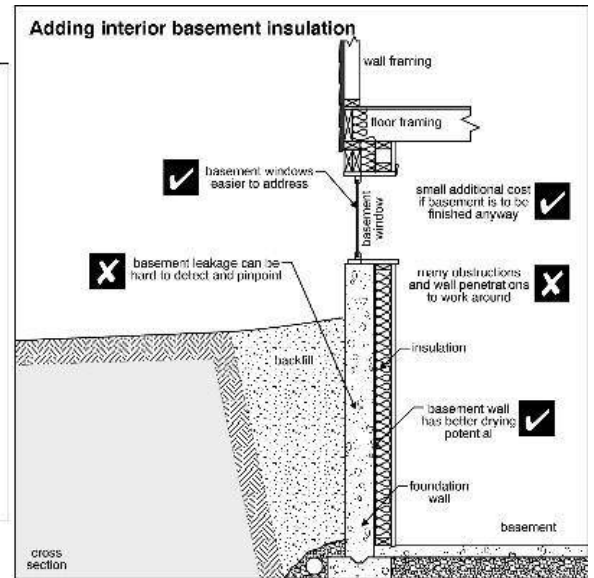 Adding interior basement insulation
wall framing
floor framing
basement windows
easier to address
basement
window
small additional cost
if basement is to be
finished anyway
basement leakage can be
hard to detect and pinpoint
many obstructions
and wall penetrations
to work around
backfill
insulation
basement wall
has better drying
potential
foundation
wall
basement
cross
section